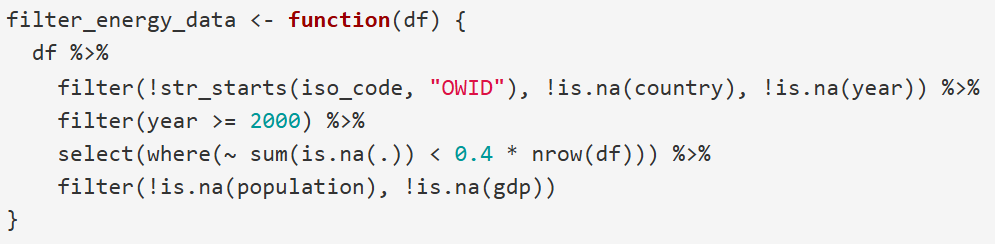 filter_energy_data <- function(df) {
  df %>%
    filter(!str_starts(iso_code, "OWID"), !is.na(country), !is.na(year)) %>%
    filter(year >= 2000) %>%
    select(where(~ sum(is.na(.)) < 0.4 * nrow(df))) %>%
    filter(!is.na(population), !is.na(gdp))
}